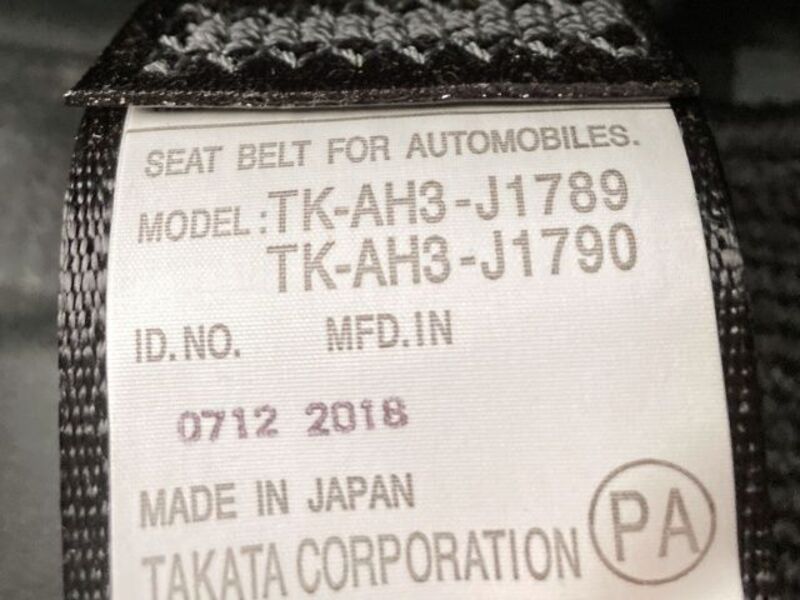 SEAT BELT FOR AUTOMOBILES.
MODEL: TK-AH3-J1789
TK-AH3-J1790
ID.NO. MFD.IN
0712 2018
MADE IN JAPAN
TAKATA CORPORATION PA